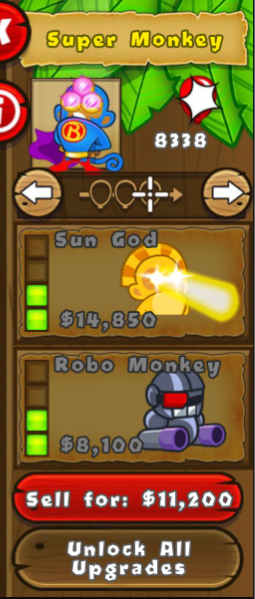 Super Monkey
8338
Sun God
$14,850
Robo Monkey
$8,100
Sell for: $11,200
Unlock All
Upgrades